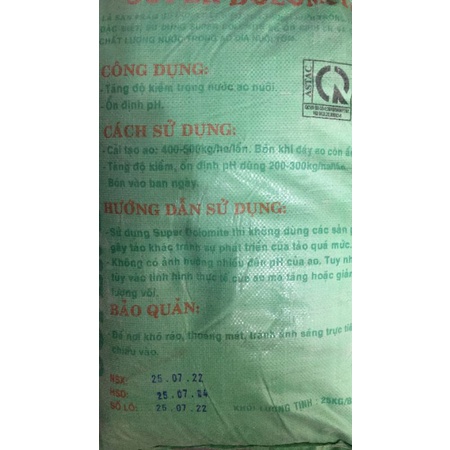 SUPER DOLOMITE
CÔNG DỤNG:
- Tăng độ kiềm trong nước ao nuôi.
- Ổn định pH.
ASTAC
CÁCH SỬ DỤNG:
- Cải tạo ao: 400-500kg/ha/lần. Bón khi đáy ao còn ẩm
- Tăng độ kiềm, ổn định pH dùng 200-300kg/ha/lần.
Bón vào ban ngày.
HƯỚNG DẪN SỬ DỤNG:
- Sử dụng Super Dolomite thì không dùng các sản
gây tảo khác tránh sự phát triển của tảo quá mức.
- Không có ảnh hưởng nhiều đến pH của ao. Tuy
tùy vào tình hình thực tế của ao mà tăng hoặc giảm
lượng vôi.
BẢO QUẢN:
- Để nơi khô ráo, thoáng mát, tránh ánh sáng trực
chiếu vào.
NSX: 25.07.22
HSD: 25.07.24
SỐ LÔ: 25.07.22
KHỐI LƯỢNG TỊNH : 25KG/